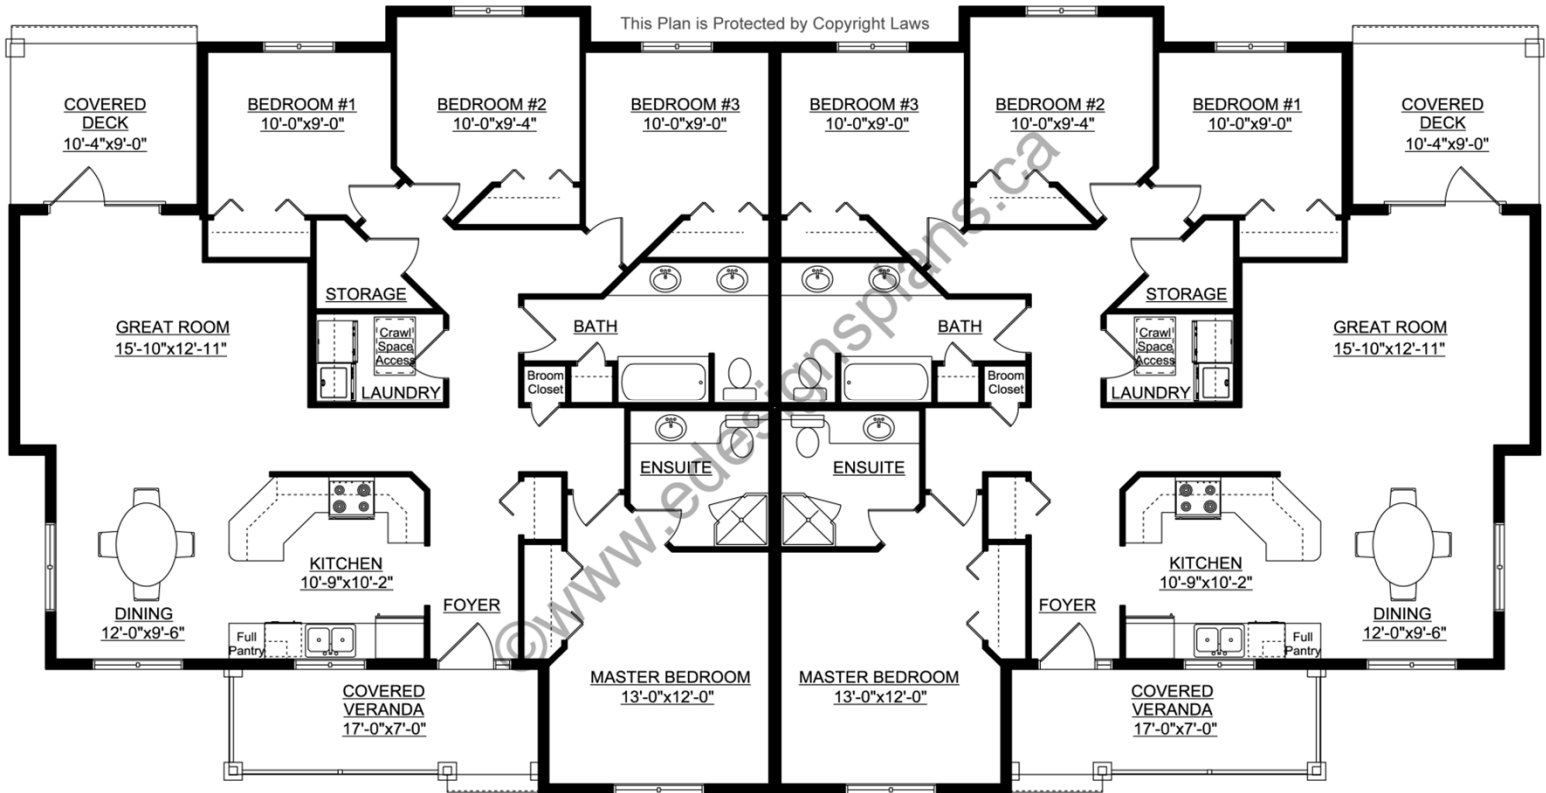 This Plan is Protected by Copyright Laws
COVERED
DECK
10'-4"x9'-0"
BEDROOM #1
10'-0"x9'-0"
BEDROOM #2
10'-0"x9'-4"
BEDROOM #3
10'-0"x9'-0"
BEDROOM #3
10'-0"x9'-0"
BEDROOM #2
10'-0"x9'-4"
BEDROOM #1
10'-0"x9'-0"
COVERED
DECK
10'-4"x9'-0"
STORAGE
STORAGE
GREAT ROOM
15'-10"x12'-11"
Crawl
Space
Access
LAUNDRY
BATH
Broom
Closet
BATH
Broom
Closet
Crawl
Space
Access
LAUNDRY
GREAT ROOM
15'-10"x12'-11"
ENSUITE
ENSUITE
KITCHEN
10'-9"x10'-2"
KITCHEN
10'-9"x10'-2"
DINING
12'-0"x9'-6"
Full
Pantry
FOYER
FOYER
Full
Pantry
DINING
12'-0"x9'-6"
COVERED
VERANDA
17'-0"x7'-0"
MASTER BEDROOM
13'-0"x12'-0"
MASTER BEDROOM
13'-0"x12'-0"
COVERED
VERANDA
17'-0"x7'-0"
©www.edesignsplans.ca